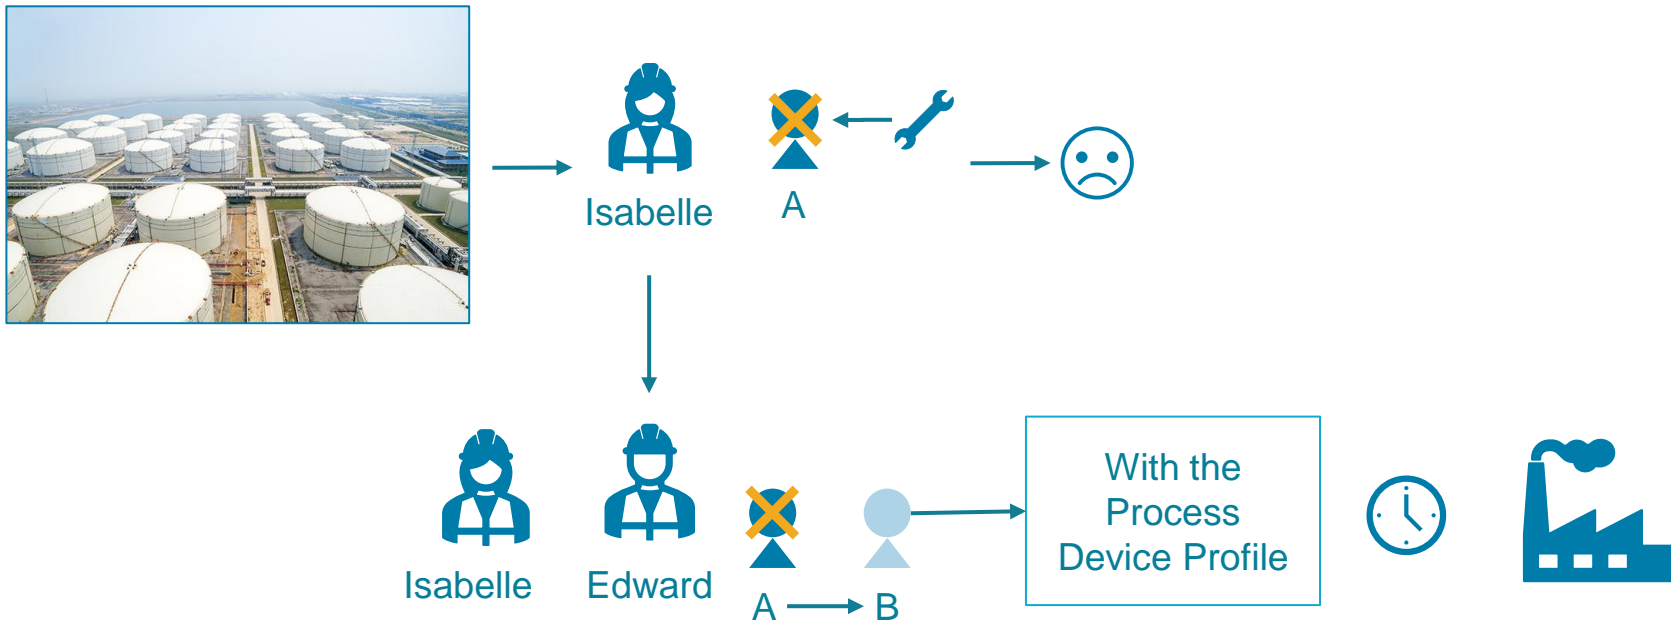 Isabelle
A
Isabelle
Edward
A
B
With the
Process
Device Profile